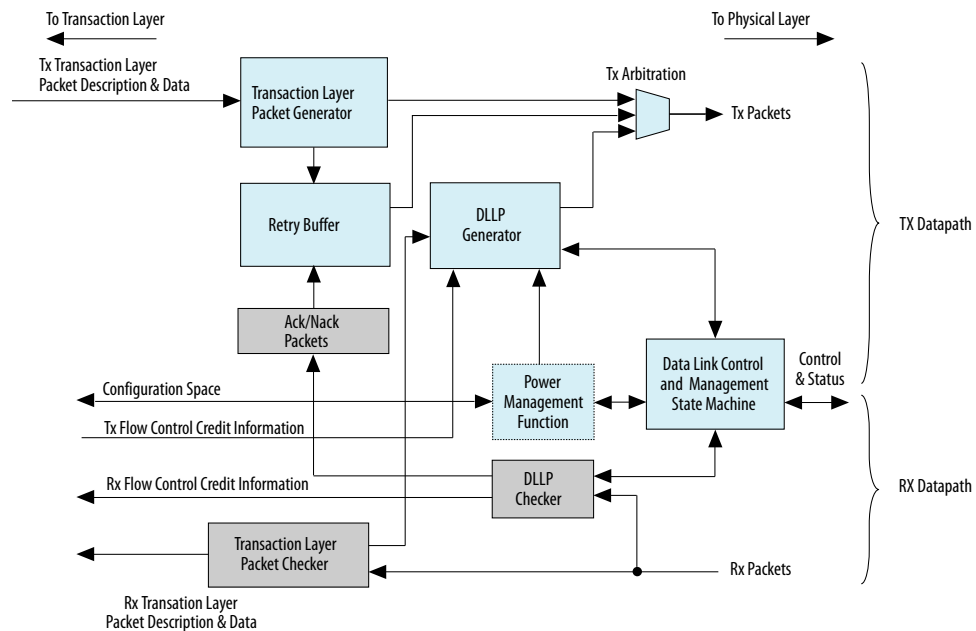 To Transaction Layer
To Physical Layer
Tx Transaction Layer
Packet Description & Data
Transaction Layer
Packet Generator
Tx Arbitration
Tx Packets
Retry Buffer
DLLP
Generator
TX Datapath
Ack/Nack
Packets
Configuration Space
Power
Management
Function
Data Link Control
and Management
State Machine
Control
& Status
Tx Flow Control Credit Information
Rx Flow Control Credit Information
DLLP
Checker
RX Datapath
Transaction Layer
Packet Checker
Rx Packets
Rx Transation Layer
Packet Description & Data